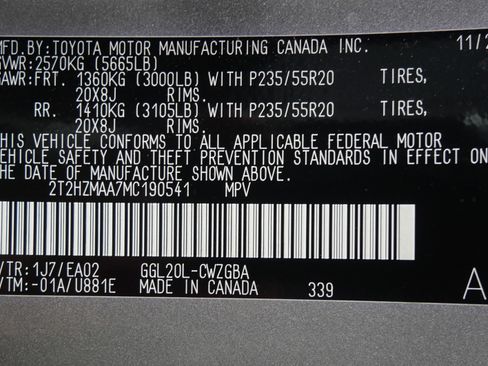 MFD.BY:TOYOTA MOTOR MANUFACTURING CANADA INC. 11/2
GVWR:2570KG (5665LB)
GAWR:FRT. 1360KG (3000LB) WITH P235/55R20 TIRES,
20X8J RIMS.
RR. 1410KG (3105LB) WITH P235/55R20 TIRES,
20X8J RIMS.
THIS VEHICLE CONFORMS TO ALL APPLICABLE FEDERAL MOTOR
VEHICLE SAFETY AND THEFT PREVENTION STANDARDS IN EFFECT ON
THE DATE OF MANUFACTURE SHOWN ABOVE.
2T2HZMAA7MC190541 MPV
/TR:1J7/EA02 GGL20L-CWZGBA
/TM:-01A/U881E MADE IN CANADA 339 A